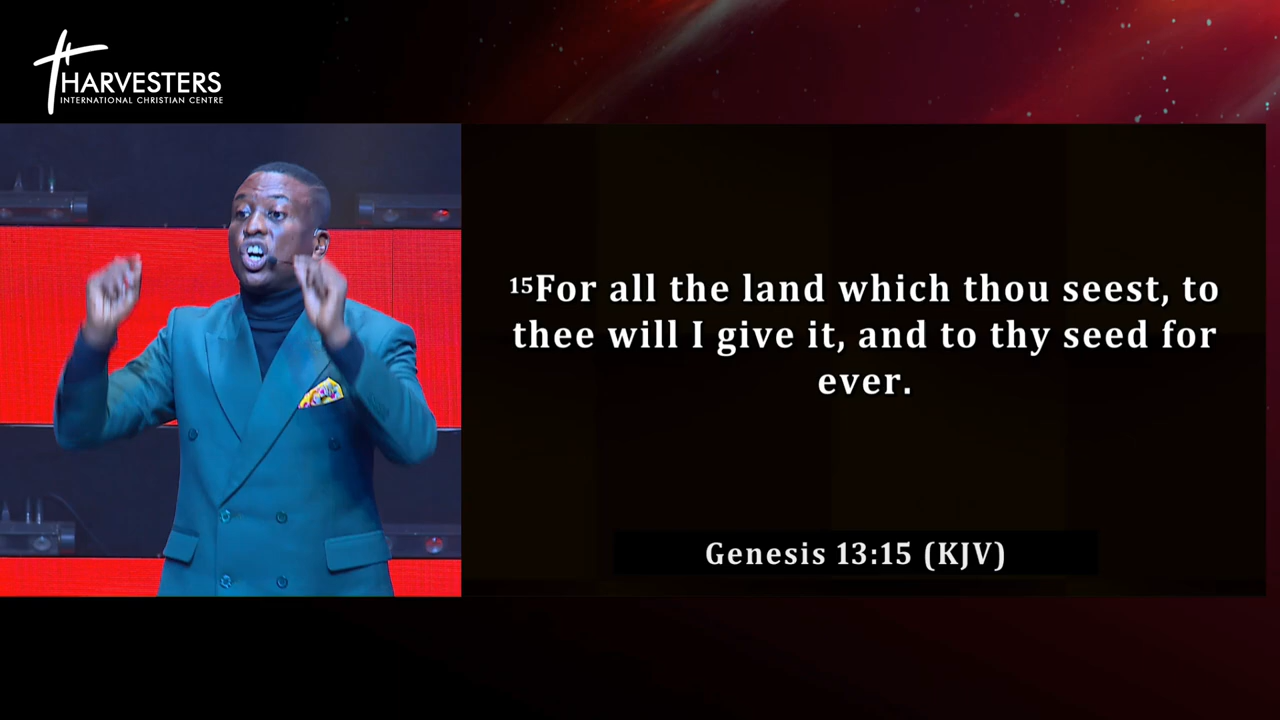 HARVESTERS
INTERNATIONAL CHRISTIAN CENTRE
15For all the land which thou seest, to
thee will I give it, and to thy seed for
ever.
Genesis 13:15 (KJV)